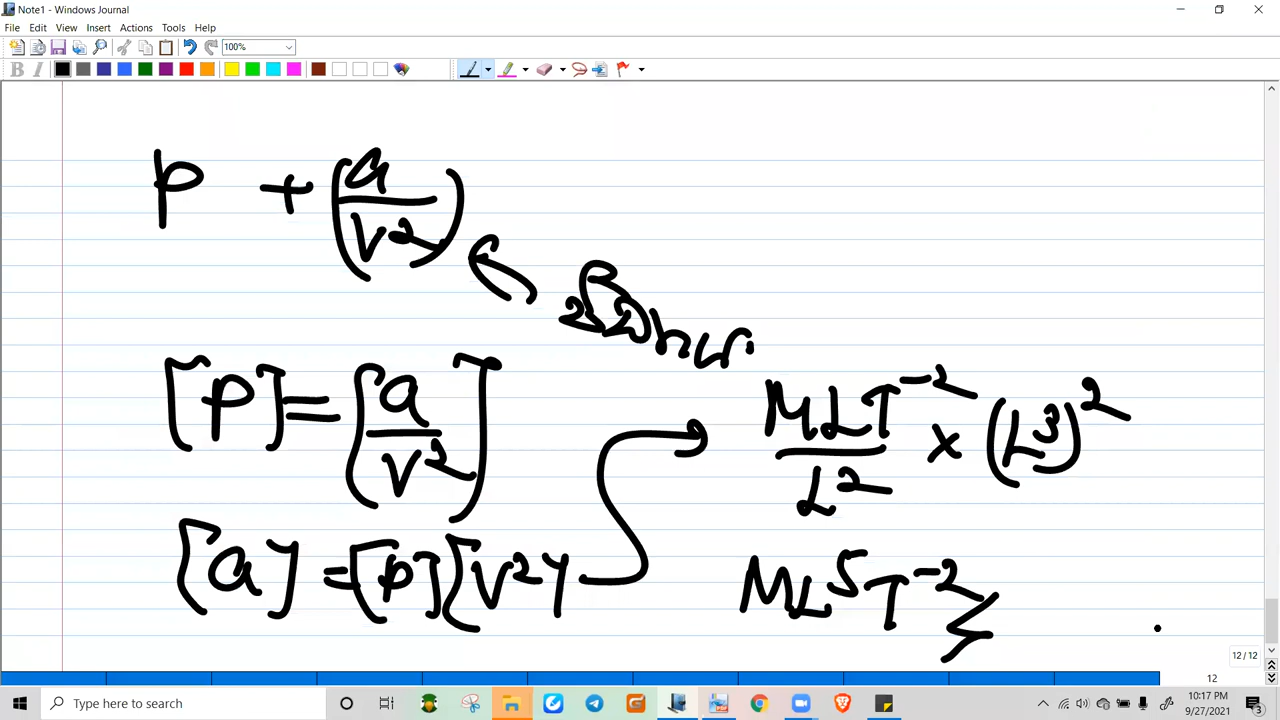 Note1 - Windows Journal
File Edit View Insert Actions Tools Help
100%
B I
P + (a/V²)
[P] = [a/V²]
MLT⁻²/L² × (L³)²
[a] = [P][V²]
ML⁵T⁻²
12/12
12
Type here to search
10:17 PM
9/27/2021
3